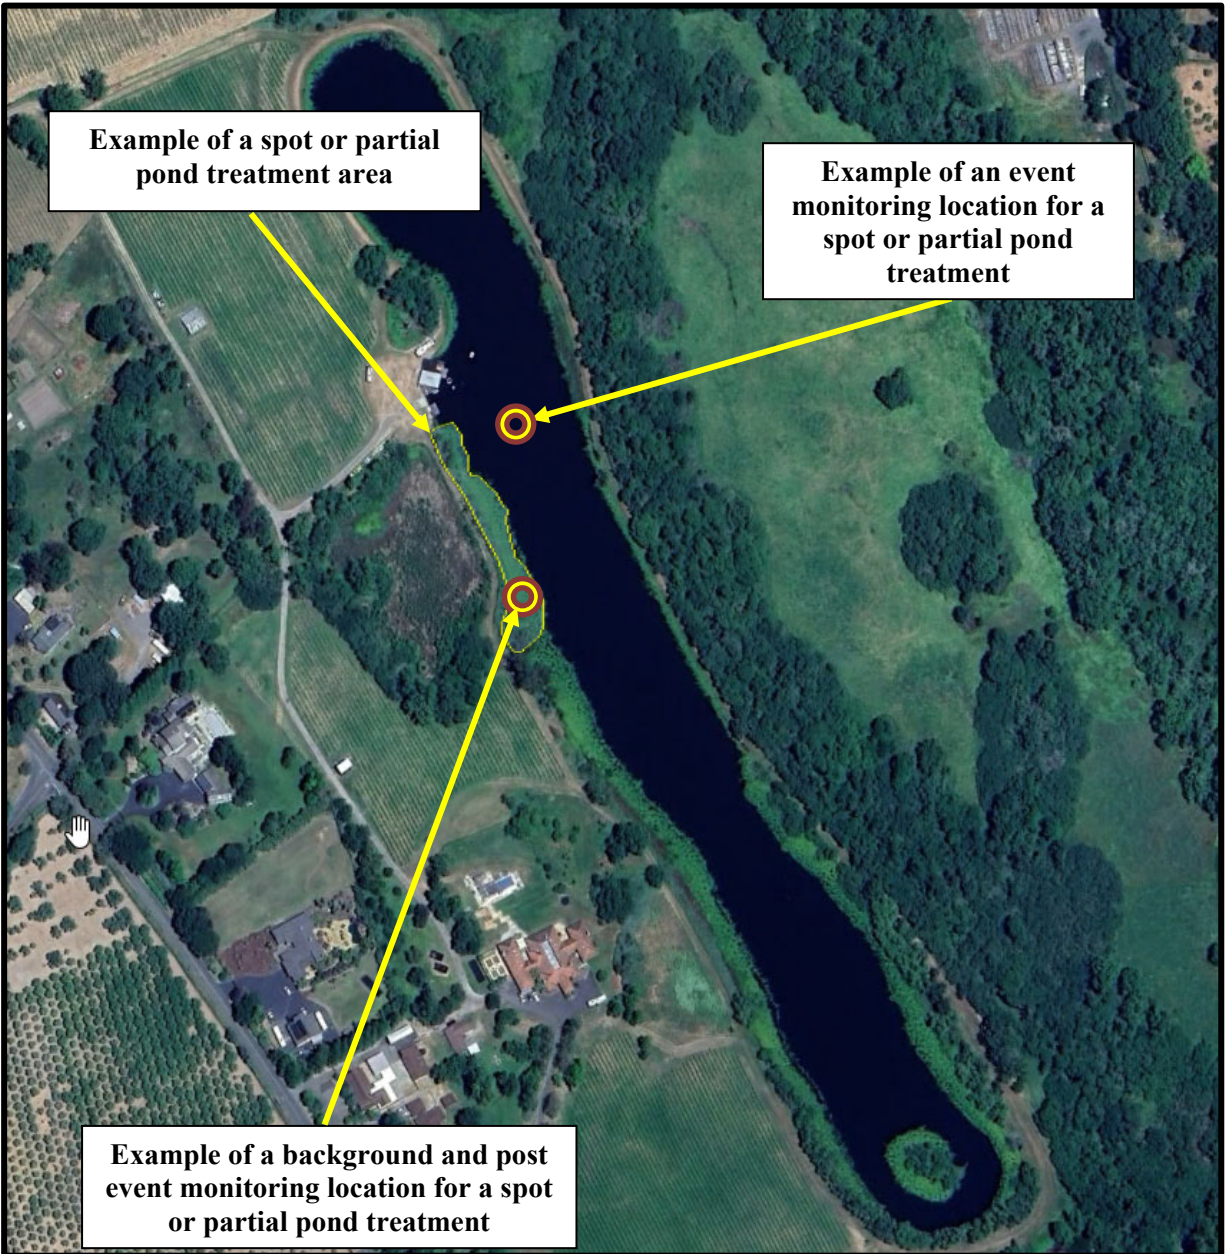 Example of a spot or partial
pond treatment area
Example of an event
monitoring location for a
spot or partial pond
treatment
Example of a background and post
event monitoring location for a spot
or partial pond treatment